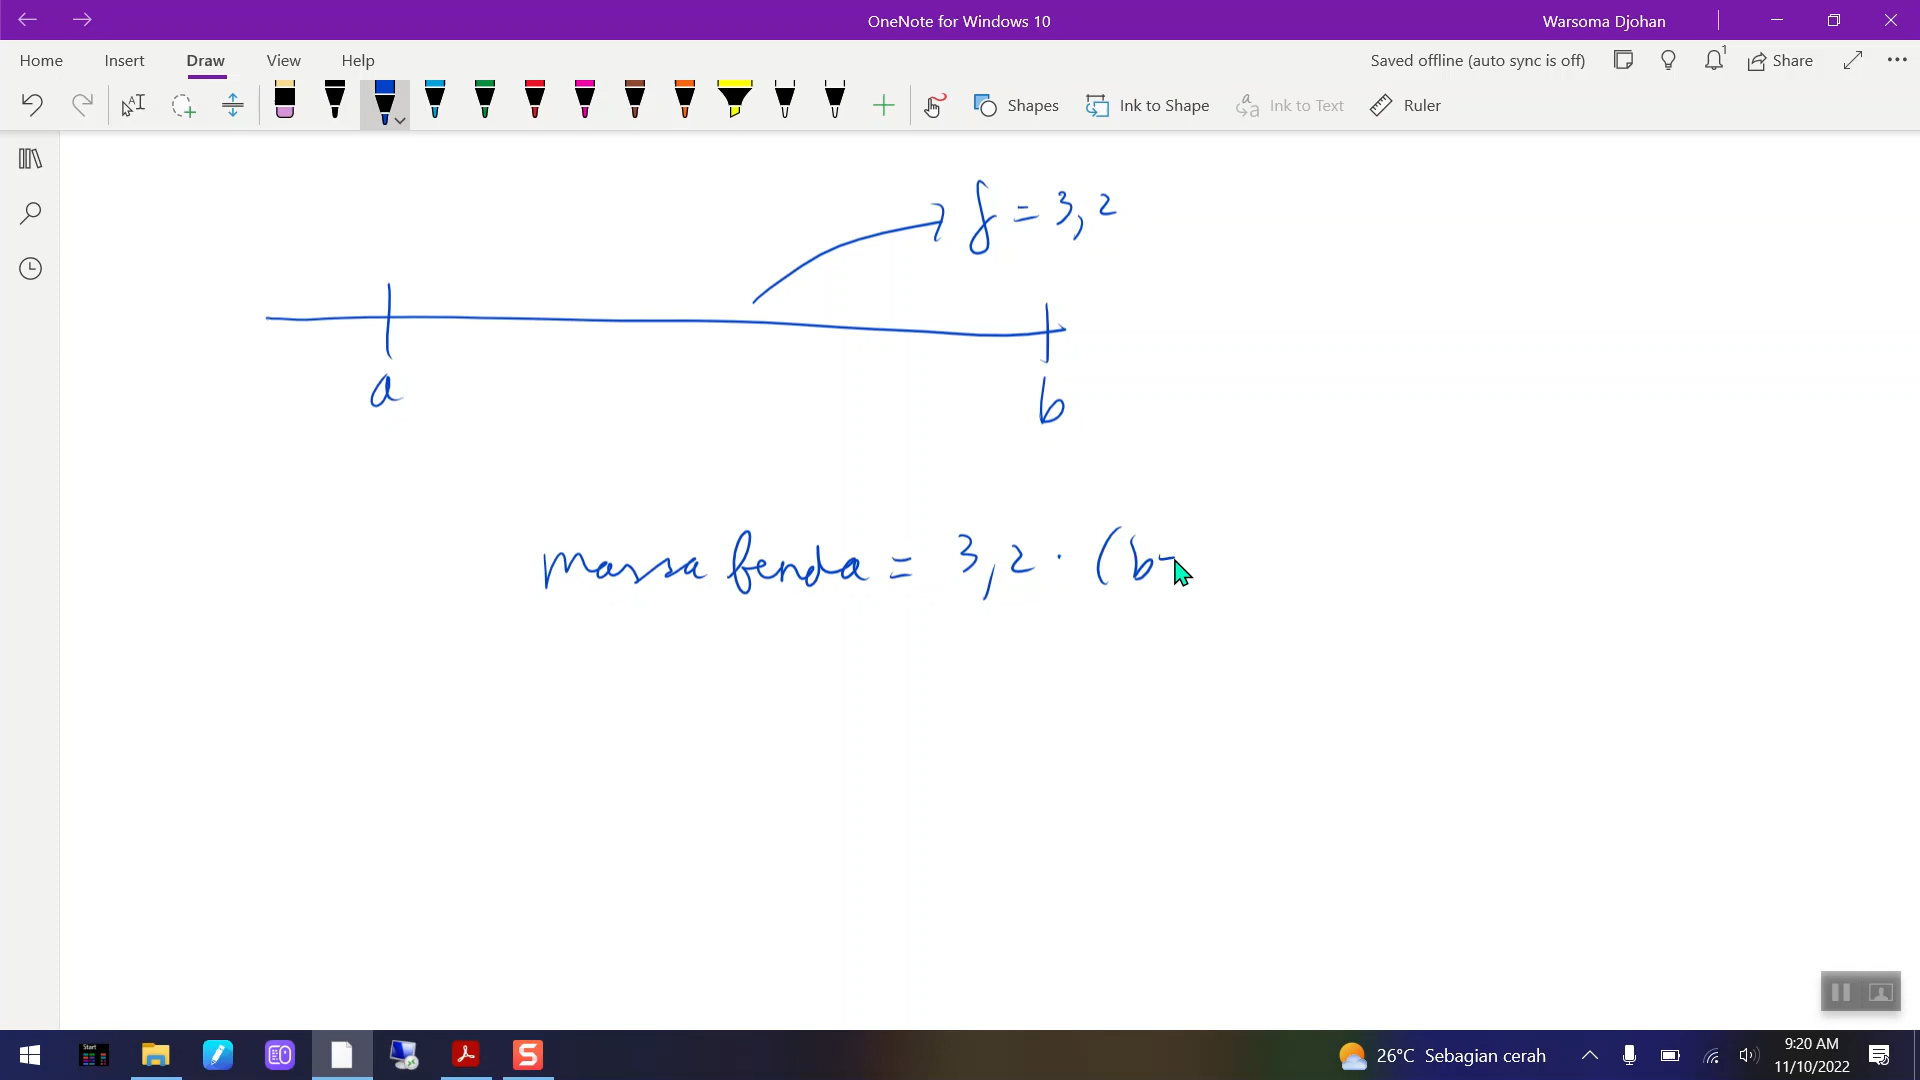 OneNote for Windows 10
Warsoma Djohan
Home Insert Draw View Help
Saved offline (auto sync is off) 1 Share
Shapes Ink to Shape Ink to Text Ruler
f = 3,2
a
b
massa benda = 3,2 · (b-
Start
26°C Sebagian cerah
9:20 AM
11/10/2022